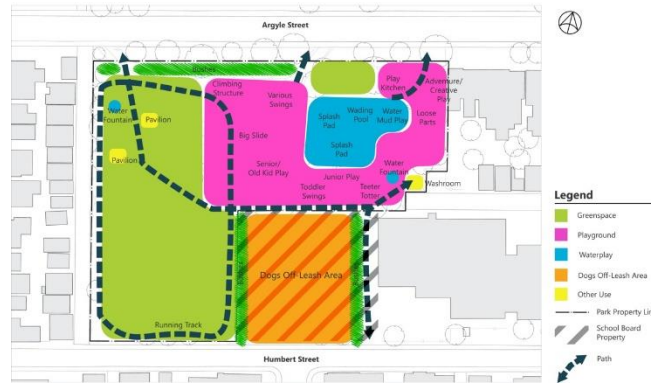 Argyle Street
Bushes
Climbing
Structure
Various
Swings
Play
Kitchen
Adventure/
Creative
Play
Water
Fountain
Pavilion
Splash
Pad
Wading
Pool
Water
Mud Play
Loose
Parts
Big Slide
Splash
Pad
Pavilion
Senior/
Old Kid Play
Junior Play
Water
Fountain
Toddler
Swings
Teeter
Totter
Washroom
Dogs Off-Leash Area
Running Track
Humbert Street
Legend
Greenspace
Playground
Waterplay
Dogs Off-Leash Area
Other Use
Park Property Lin
School Board
Property
Path